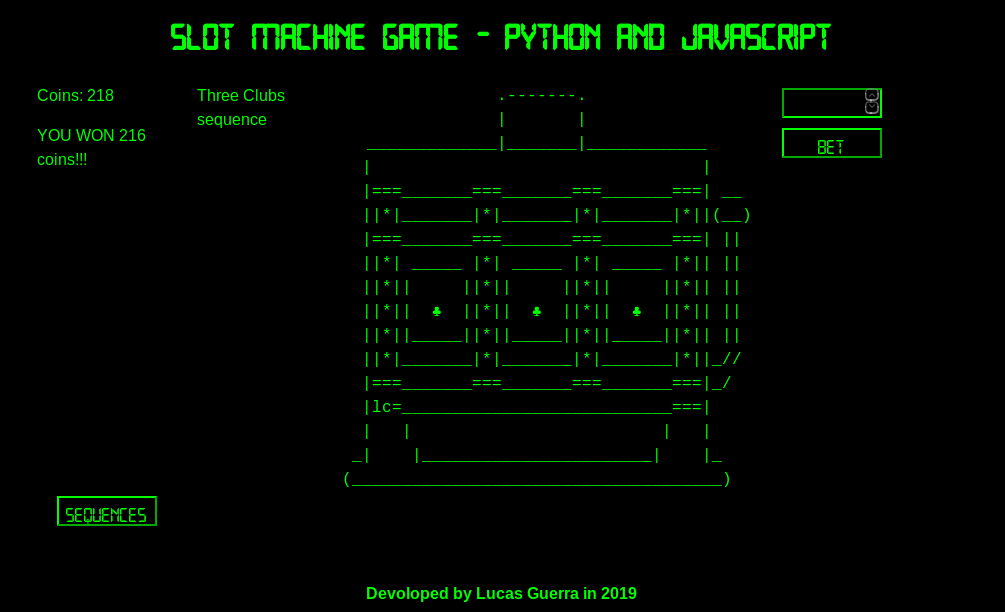 SLOT MACHINE GAME - PYTHON AND JAVASCRIPT
Coins: 218
YOU WON 216
coins!!!
Three Clubs
sequence
♣ ♣ ♣
lc=
BET
SEQUENCES
Devoloped by Lucas Guerra in 2019